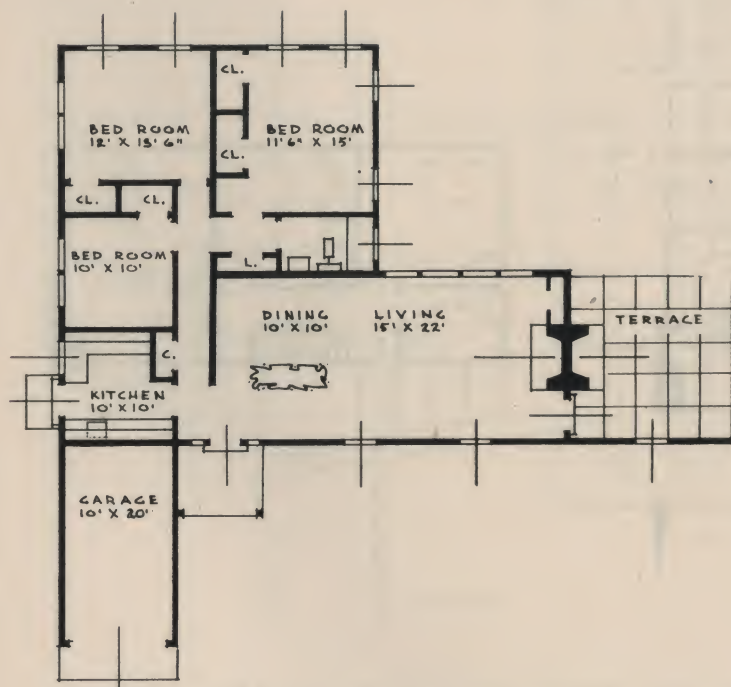 CL.
BED ROOM
12' X 13' 6"
BED ROOM
11' 6" X 15'
CL.
CL.
CL.
BED ROOM
10' X 10'
L.
DINING
10' X 10'
LIVING
15' X 22'
TERRACE
C.
KITCHEN
10' X 10'
GARAGE
10' X 20'